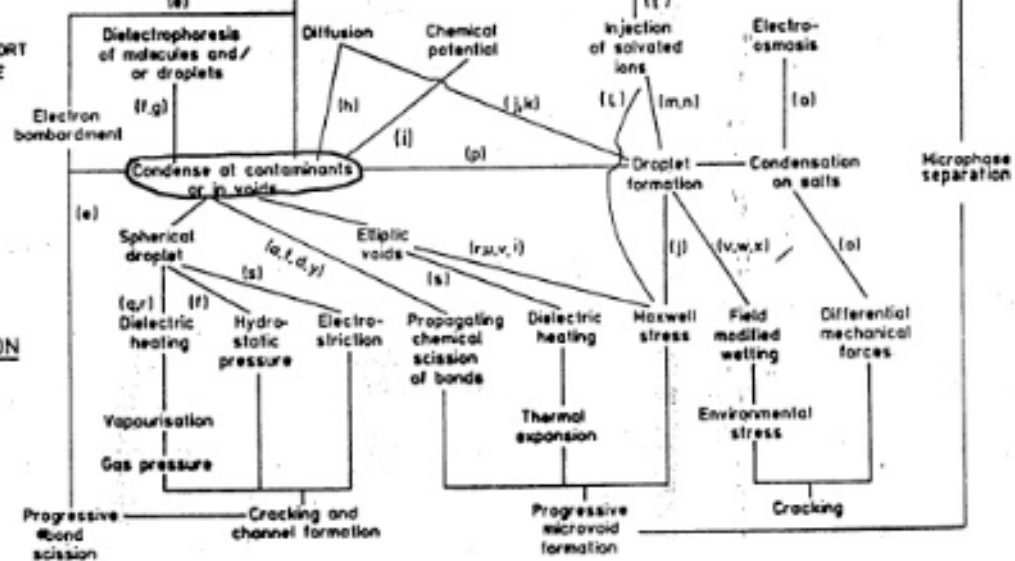 (e)
Dielectrophoresis
of molecules and/
or droplets
Diffusion
Chemical
potential
Injection
of solvated
ions
Electro-
osmosis
ORT
E
(f,g)
(h)
(i)
(j,k)
(m,n)
(o)
Electron
bombardment
Condense at contaminants
or in voids
(p)
Droplet
formation
Condensation
on salts
Microphase
separation
(e)
Spherical
droplet
Elliptic
voids
(s)
(s)
(j)
(v,w,x)
(o)
(q,r)
(f)
Dielectric
heating
Hydro-
static
pressure
Electro-
striction
Propagating
chemical
scission
of bonds
Dielectric
heating
Maxwell
stress
Field
modified
wetting
Differential
mechanical
forces
ON
Vapourisation
Gas pressure
Thermal
expansion
Environmental
stress
Progressive
bond
scission
Cracking and
channel formation
Progressive
microvoid
formation
Cracking